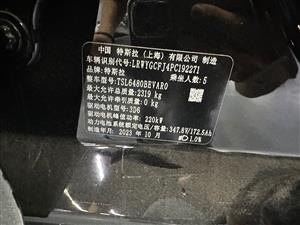 中国 特斯拉（上海）有限公司 制造
车辆识别代号:LRWYGCFJ4PC192271
品牌:特斯拉 乘坐人数:5
整车型号:TSL6480BEVAR0
最大允许总质量:2319 kg
最大允许牵引质量:0 kg
驱动电机型号:3D6
驱动电机峰值功率:220kW
动力电池系统额定电压/容量:347.8V/172.5Ah
制造年月:2023 年 10 月
1.0%